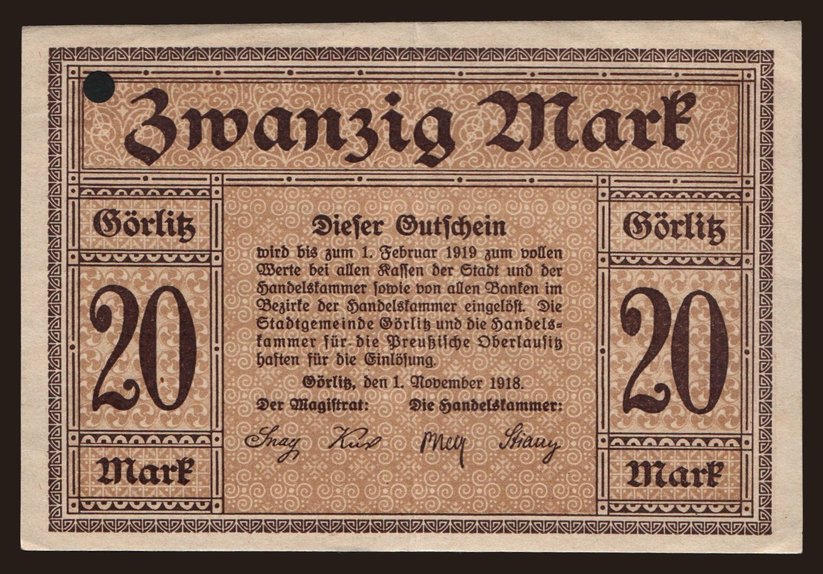 Zwanzig Mark
Görlitz
Görlitz
20
20
Mark
Mark
Dieser Gutschein
wird bis zum 1. Februar 1919 zum vollen
Werte bei allen Kassen der Stadt und der
Handelskammer sowie von allen Banken im
Bezirke der Handelskammer eingelöst. Die
Stadtgemeinde Görlitz und die Handels-
kammer für die Preußische Oberlausitz
haften für die Einlösung.
Görlitz, den 1. November 1918.
Der Magistrat: Die Handelskammer: